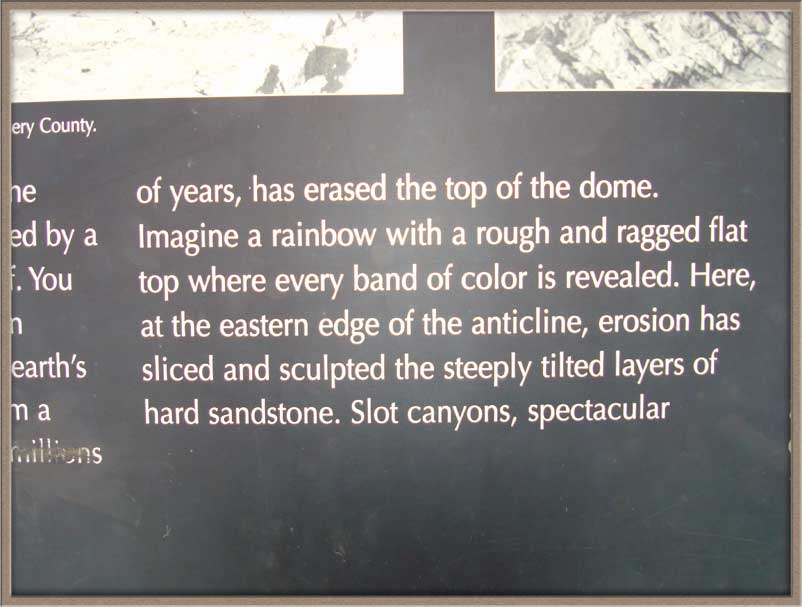 ery County.
he
ed by a
f. You
n
earth's
m a
millions
of years, has erased the top of the dome.
Imagine a rainbow with a rough and ragged flat
top where every band of color is revealed. Here,
at the eastern edge of the anticline, erosion has
sliced and sculpted the steeply tilted layers of
hard sandstone. Slot canyons, spectacular